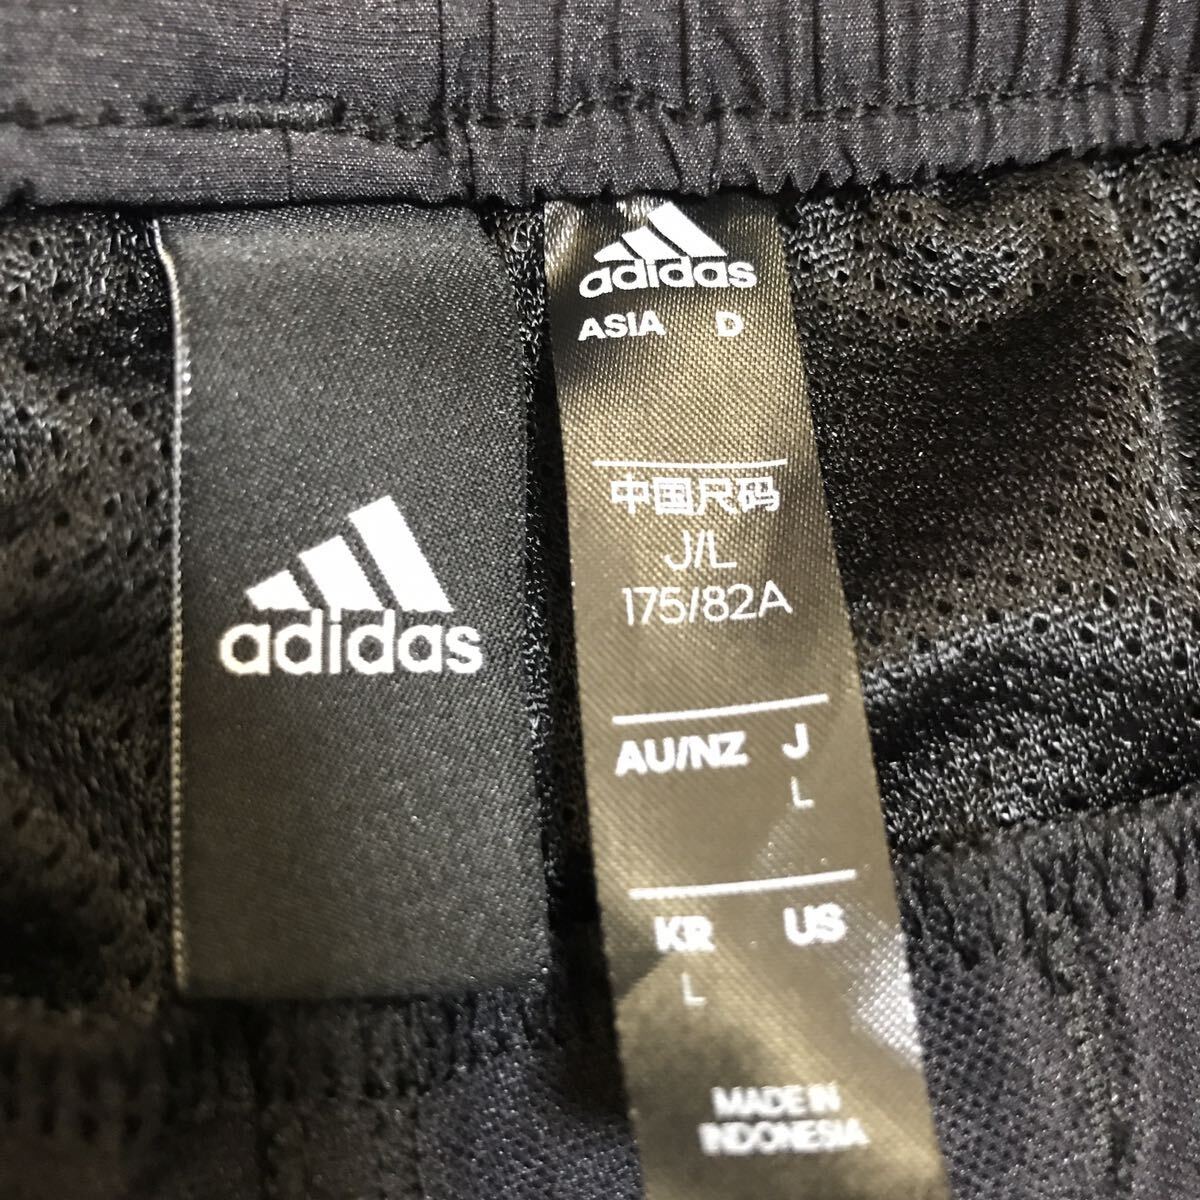 adidas
adidas
ASIA D
中国尺码
J/L
175/82A
AU/NZ J
L
KR US
L
MADE IN
INDONESIA